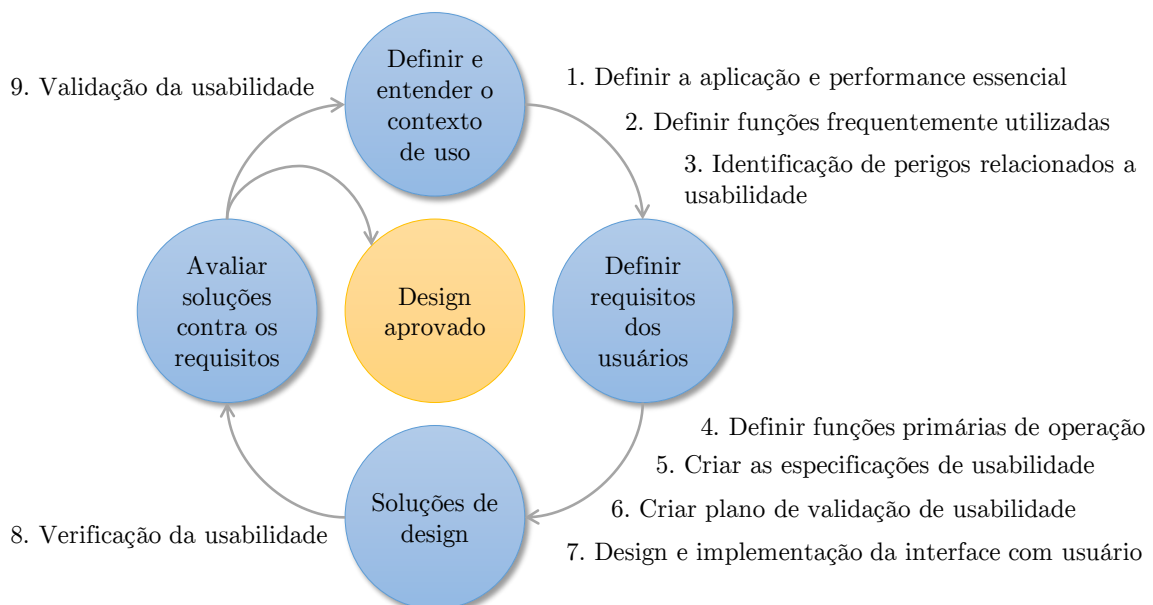 Definir e
entender o
contexto
de uso
9. Validação da usabilidade
1. Definir a aplicação e performance essencial
2. Definir funções frequentemente utilizadas
3. Identificação de perigos relacionados a
usabilidade
Avaliar
soluções
contra os
requisitos
Design
aprovado
Definir
requisitos
dos
usuários
4. Definir funções primárias de operação
5. Criar as especificações de usabilidade
6. Criar plano de validação de usabilidade
7. Design e implementação da interface com usuário
Soluções de
design
8. Verificação da usabilidade